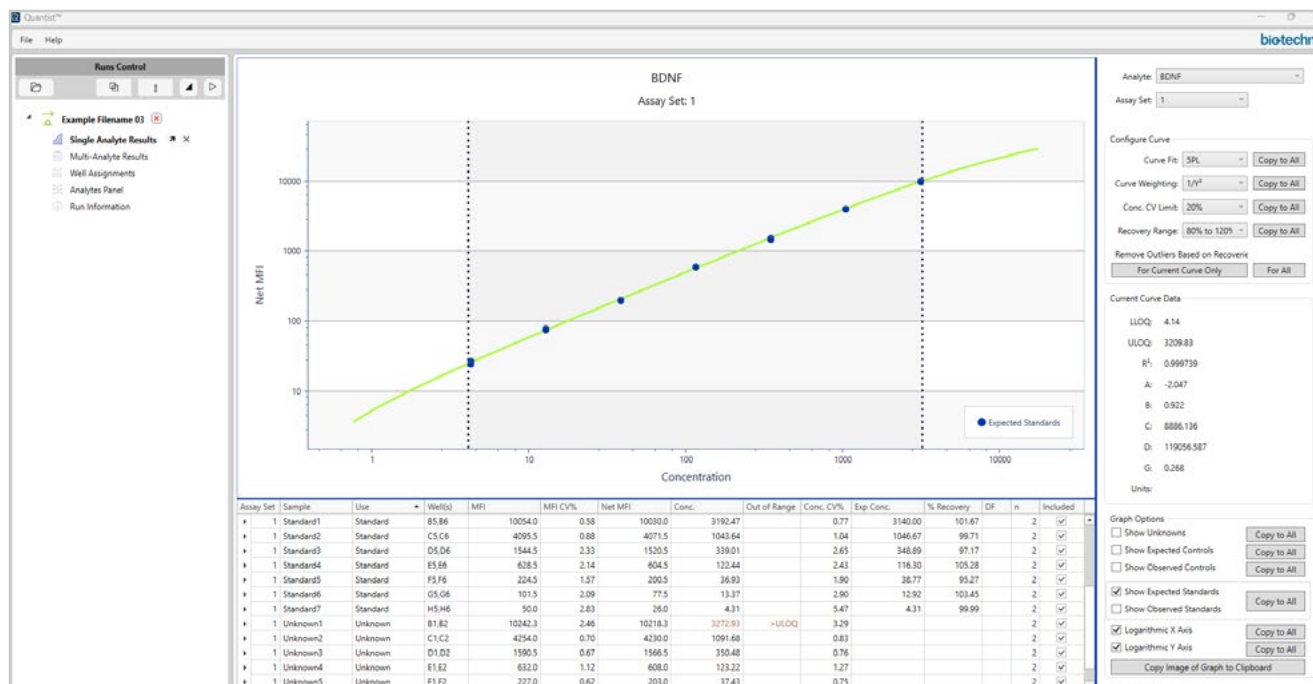 Quantist™
File Help
bio-techn
Runs Control
Example Filename 03
Single Analyte Results
Multi-Analyte Results
Well Assignments
Analytes Panel
Run Information
BDNF
Assay Set: 1
Net MFI
10000
1000
100
10
1 10 100 1000 10000
Concentration
Expected Standards
Analyte: BDNF
Assay Set: 1
Configure Curve
Curve Fit: 5PL Copy to All
Curve Weighting: 1/Y² Copy to All
Conc. CV Limit: 20% Copy to All
Recovery Range: 80% to 120% Copy to All
Remove Outliers Based on Recoverie
For Current Curve Only For All
Current Curve Data
LLOQ: 4.14
ULOQ: 3209.83
R²: 0.999739
A: -2.047
B: 0.922
C: 8886.136
D: 119056.587
G: 0.268
Units:
Graph Options
Show Unknowns Copy to All
Show Expected Controls Copy to All
Show Observed Controls Copy to All
Show Expected Standards Copy to All
Show Observed Standards
Logarithmic X Axis Copy to All
Logarithmic Y Axis Copy to All
Copy Image of Graph to Clipboard
Assay Set Sample Use Well(s) MFI MFI CV% Net MFI Conc. Out of Range Conc. CV% Exp Conc. % Recovery DF n Included
1 Standard1 Standard B5,B6 10054.0 0.58 10030.0 3192.47 0.77 3140.00 101.67 2
1 Standard2 Standard C5,C6 4095.5 0.88 4071.5 1043.64 1.04 1046.67 99.71 2
1 Standard3 Standard D5,D6 1544.5 2.33 1520.5 339.01 2.65 348.89 97.17 2
1 Standard4 Standard E5,E6 628.5 2.14 604.5 122.44 2.43 116.30 105.28 2
1 Standard5 Standard F5,F6 224.5 1.57 200.5 36.93 1.90 38.77 95.27 2
1 Standard6 Standard G5,G6 101.5 2.09 77.5 13.37 2.90 12.92 103.45 2
1 Standard7 Standard H5,H6 50.0 2.83 26.0 4.31 5.47 4.31 99.99 2
1 Unknown1 Unknown B1,B2 10242.3 2.46 10218.3 3272.93 >ULOQ 3.29 2
1 Unknown2 Unknown C1,C2 4254.0 0.70 4230.0 1091.68 0.83 2
1 Unknown3 Unknown D1,D2 1590.5 0.67 1566.5 350.48 0.76 2
1 Unknown4 Unknown E1,E2 632.0 1.12 608.0 123.22 1.27 2
1 Unknown5 Unknown F1,F2 227.0 0.62 203.0 37.43 0.75 2